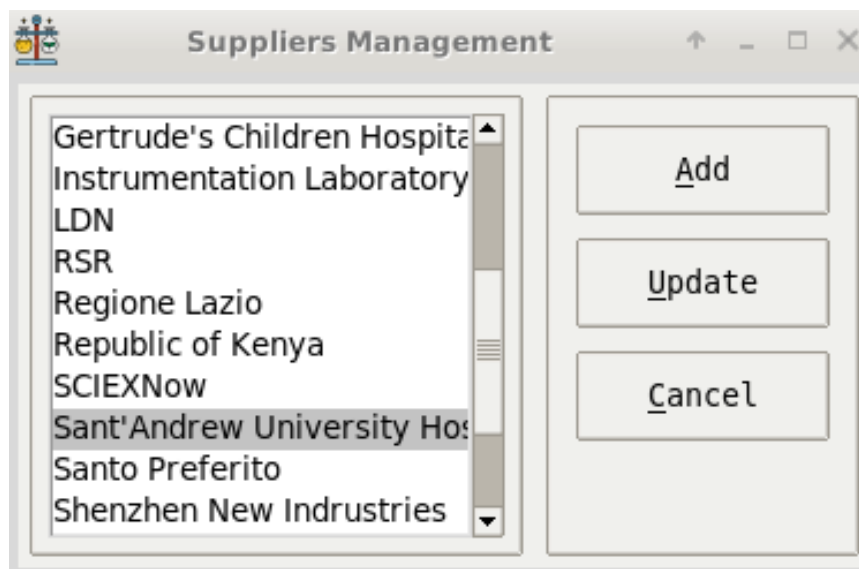 Suppliers Management
Gertrude's Children Hospita
Instrumentation Laboratory
LDN
RSR
Regione Lazio
Republic of Kenya
SCIEXNow
Sant'Andrew University Hos
Santo Preferito
Shenzhen New Indrustries
Add
Update
Cancel